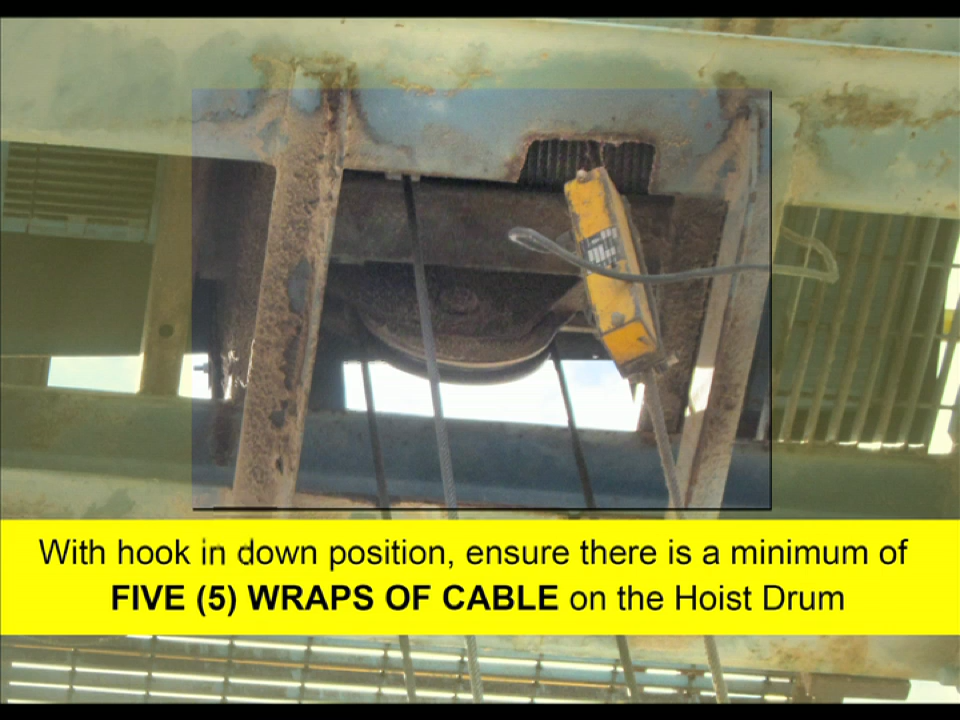 With hook in down position, ensure there is a minimum of
FIVE (5) WRAPS OF CABLE on the Hoist Drum